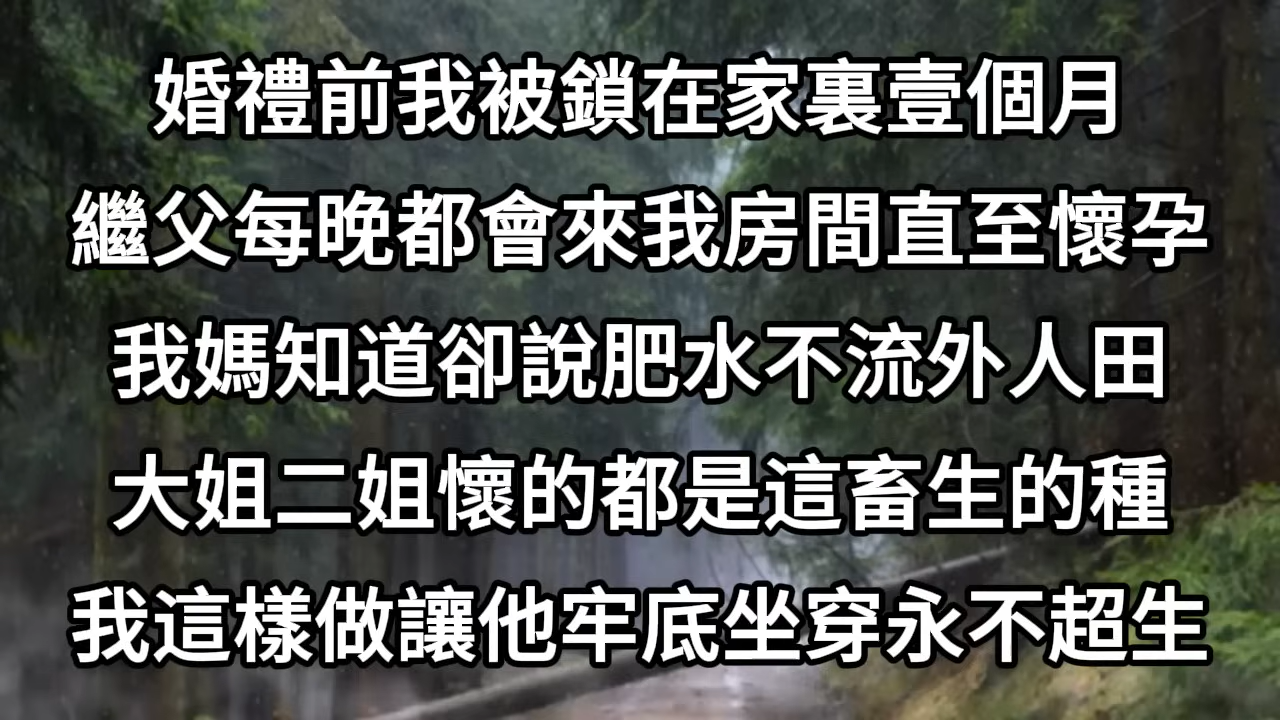 婚禮前我被鎖在家裏壹個月
繼父每晚都會來我房間直至懷孕
我媽知道卻說肥水不流外人田
大姐二姐懷的都是這畜生的種
我這樣做讓他牢底坐穿永不超生